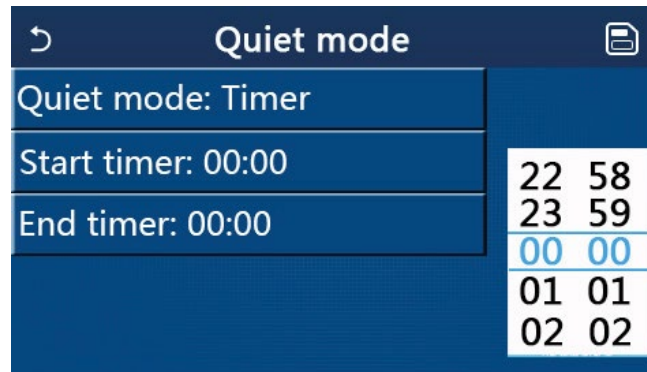 Quiet mode
Quiet mode: Timer
Start timer: 00:00
End timer: 00:00
22 58
23 59
00 00
01 01
02 02